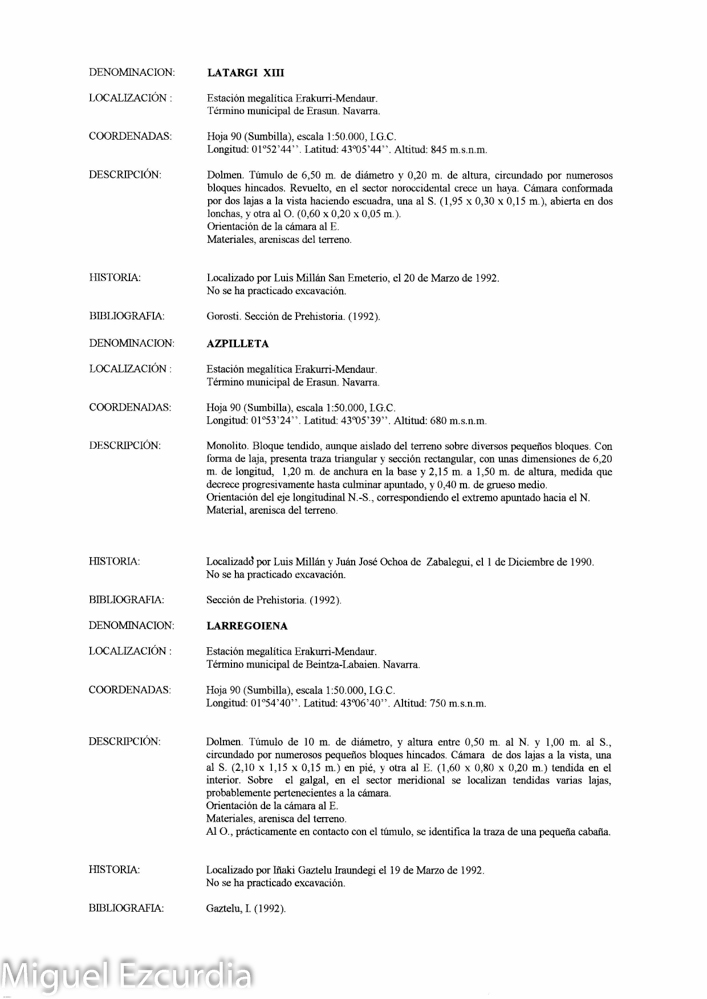 DENOMINACION: LATARGI XIII
LOCALIZACIÓN : Estación megalítica Erakurri-Mendaur.
Término municipal de Erasun. Navarra.
COORDENADAS: Hoja 90 (Sumbilla), escala 1:50.000, I.G.C.
Longitud: 01º52'44''. Latitud: 43º05'44''. Altitud: 845 m.s.n.m.
DESCRIPCIÓN: Dolmen. Túmulo de 6,50 m. de diámetro y 0,20 m. de altura, circundado por numerosos
bloques hincados. Revuelto, en el sector noroccidental crece un haya. Cámara conformada
por dos lajas a la vista haciendo escuadra, una al S. (1,95 x 0,30 x 0,15 m.), abierta en dos
lonchas, y otra al O. (0,60 x 0,20 x 0,05 m.).
Orientación de la cámara al E.
Materiales, areniscas del terreno.
HISTORIA: Localizado por Luis Millán San Emeterio, el 20 de Marzo de 1992.
No se ha practicado excavación.
BIBLIOGRAFIA: Gorosti. Sección de Prehistoria. (1992).
DENOMINACION: AZPILLETA
LOCALIZACIÓN : Estación megalítica Erakurri-Mendaur.
Término municipal de Erasun. Navarra.
COORDENADAS: Hoja 90 (Sumbilla), escala 1:50.000, I.G.C.
Longitud: 01º53'24''. Latitud: 43º05'39''. Altitud: 680 m.s.n.m.
DESCRIPCIÓN: Monolito. Bloque tendido, aunque aislado del terreno sobre diversos pequeños bloques. Con
forma de laja, presenta traza triangular y sección rectangular, con unas dimensiones de 6,20
m. de longitud, 1,20 m. de anchura en la base y 2,15 m. a 1,50 m. de altura, medida que
decrece progresivamente hasta culminar apuntado, y 0,40 m. de grueso medio.
Orientación del eje longitudinal N.-S., correspondiendo el extremo apuntado hacia el N.
Material, arenisca del terreno.
HISTORIA: Localizado por Luis Millán y Juán José Ochoa de Zabalegui, el 1 de Diciembre de 1990.
No se ha practicado excavación.
BIBLIOGRAFIA: Sección de Prehistoria. (1992).
DENOMINACION: LARREGOIENA
LOCALIZACIÓN : Estación megalítica Erakurri-Mendaur.
Término municipal de Beintza-Labaien. Navarra.
COORDENADAS: Hoja 90 (Sumbilla), escala 1:50.000, I.G.C.
Longitud: 01º54'40''. Latitud: 43º06'40''. Altitud: 750 m.s.n.m.
DESCRIPCIÓN: Dolmen. Túmulo de 10 m. de diámetro, y altura entre 0,50 m. al N. y 1,00 m. al S.,
circundado por numerosos pequeños bloques hincados. Cámara de dos lajas a la vista, una
al S. (2,10 x 1,15 x 0,15 m.) en pié, y otra al E. (1,60 x 0,80 x 0,20 m.) tendida en el
interior. Sobre el galgal, en el sector meridional se localizan tendidas varias lajas,
probablemente pertenecientes a la cámara.
Orientación de la cámara al E.
Materiales, arenisca del terreno.
Al O., prácticamente en contacto con el túmulo, se identifica la traza de una pequeña cabaña.
HISTORIA: Localizado por Iñaki Gaztelu Iraundegi el 19 de Marzo de 1992.
No se ha practicado excavación.
BIBLIOGRAFIA: Gaztelu, I. (1992).
Miguel Ezcurdia